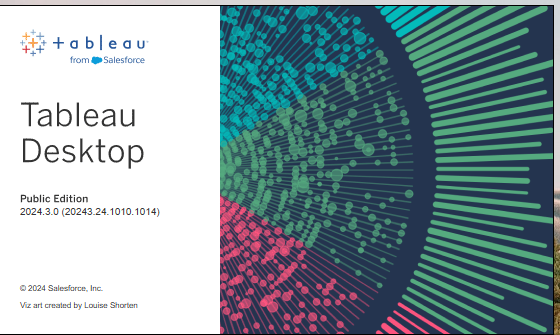 + a b | e a u
from Salesforce
Tableau
Desktop
Public Edition
2024.3.0 (20243.24.1010.1014)
© 2024 Salesforce, Inc.
Viz art created by Louise Shorten